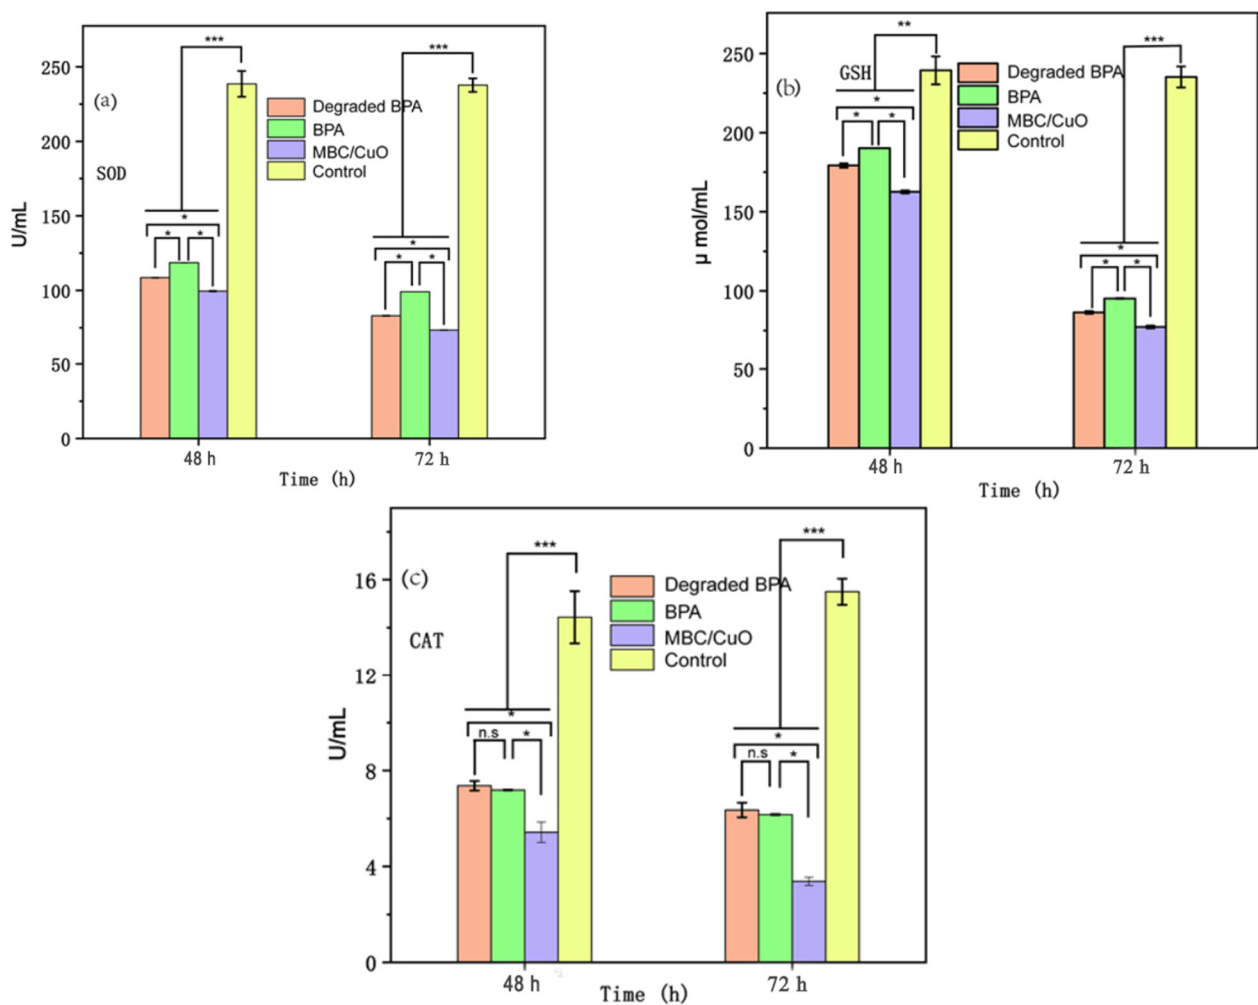 (a)
SOD
U/mL
250
200
150
100
50
0
***
***
Degraded BPA
BPA
MBC/CuO
Control
*
* *
*
* *
48 h
72 h
Time (h)
(b)
GSH
μ mol/mL
250
200
150
100
50
0
**
***
Degraded BPA
BPA
MBC/CuO
Control
*
* *
*
* *
48 h
72 h
Time (h)
(c)
CAT
U/mL
16
12
8
4
0
***
***
Degraded BPA
BPA
MBC/CuO
Control
*
n.s *
*
n.s *
48 h
72 h
Time (h)